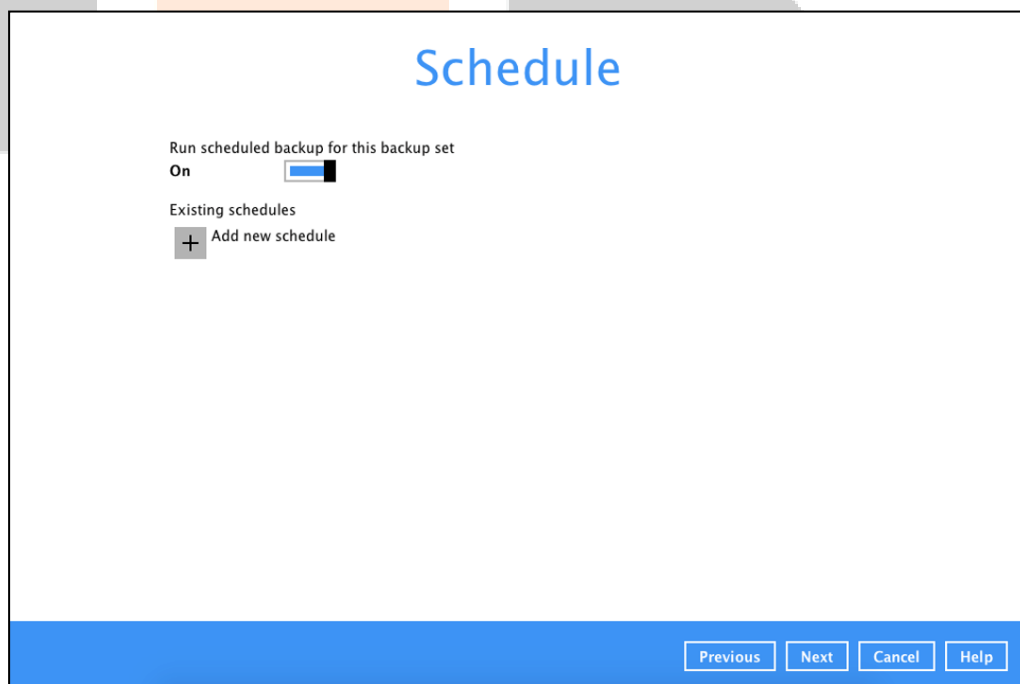 Schedule
Run scheduled backup for this backup set
On
Existing schedules
+ Add new schedule
Previous Next Cancel Help